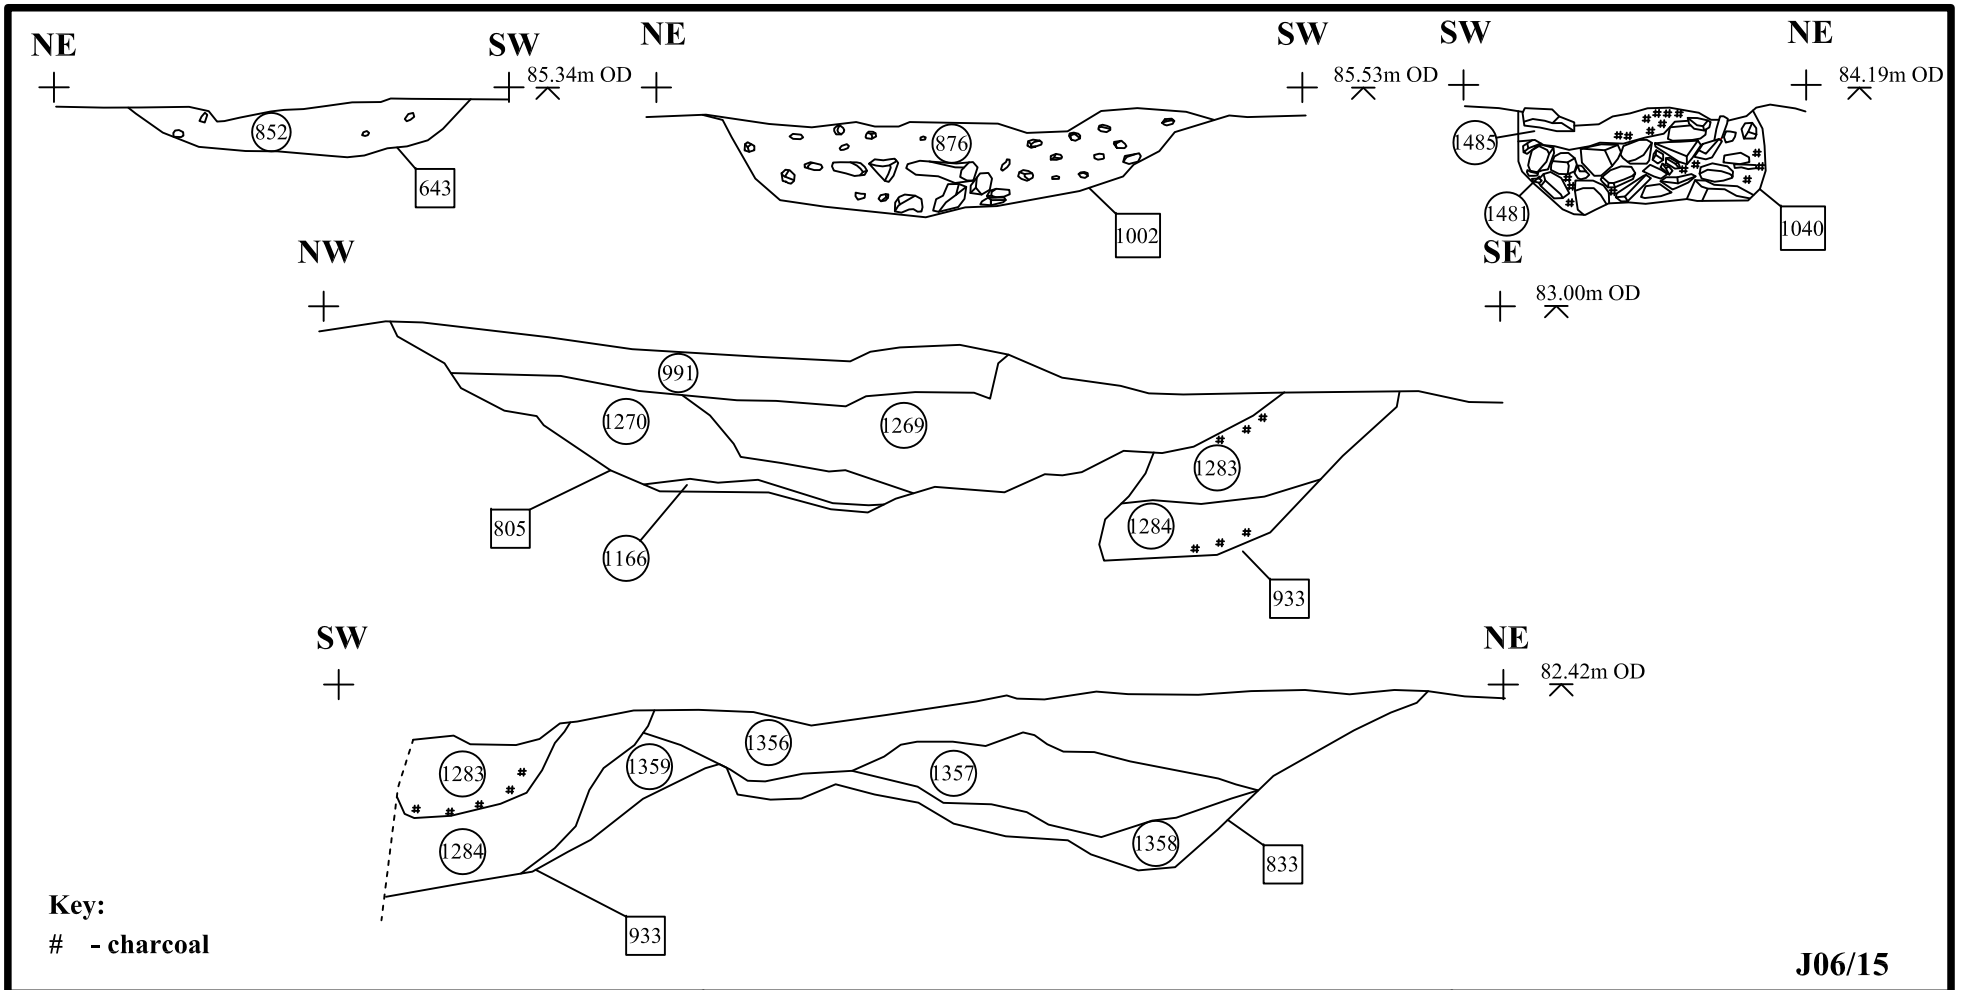 NE SW NE SW SW NE
85.34m OD 85.53m OD 84.19m OD
852
643
876
1002
1485
1481
1040
NW SE
83.00m OD
991
1270
1269
1283
1284
805
1166
933
SW NE
82.42m OD
1283
1359
1356
1357
1284
1358
833
933
Key:
# - charcoal
J06/15